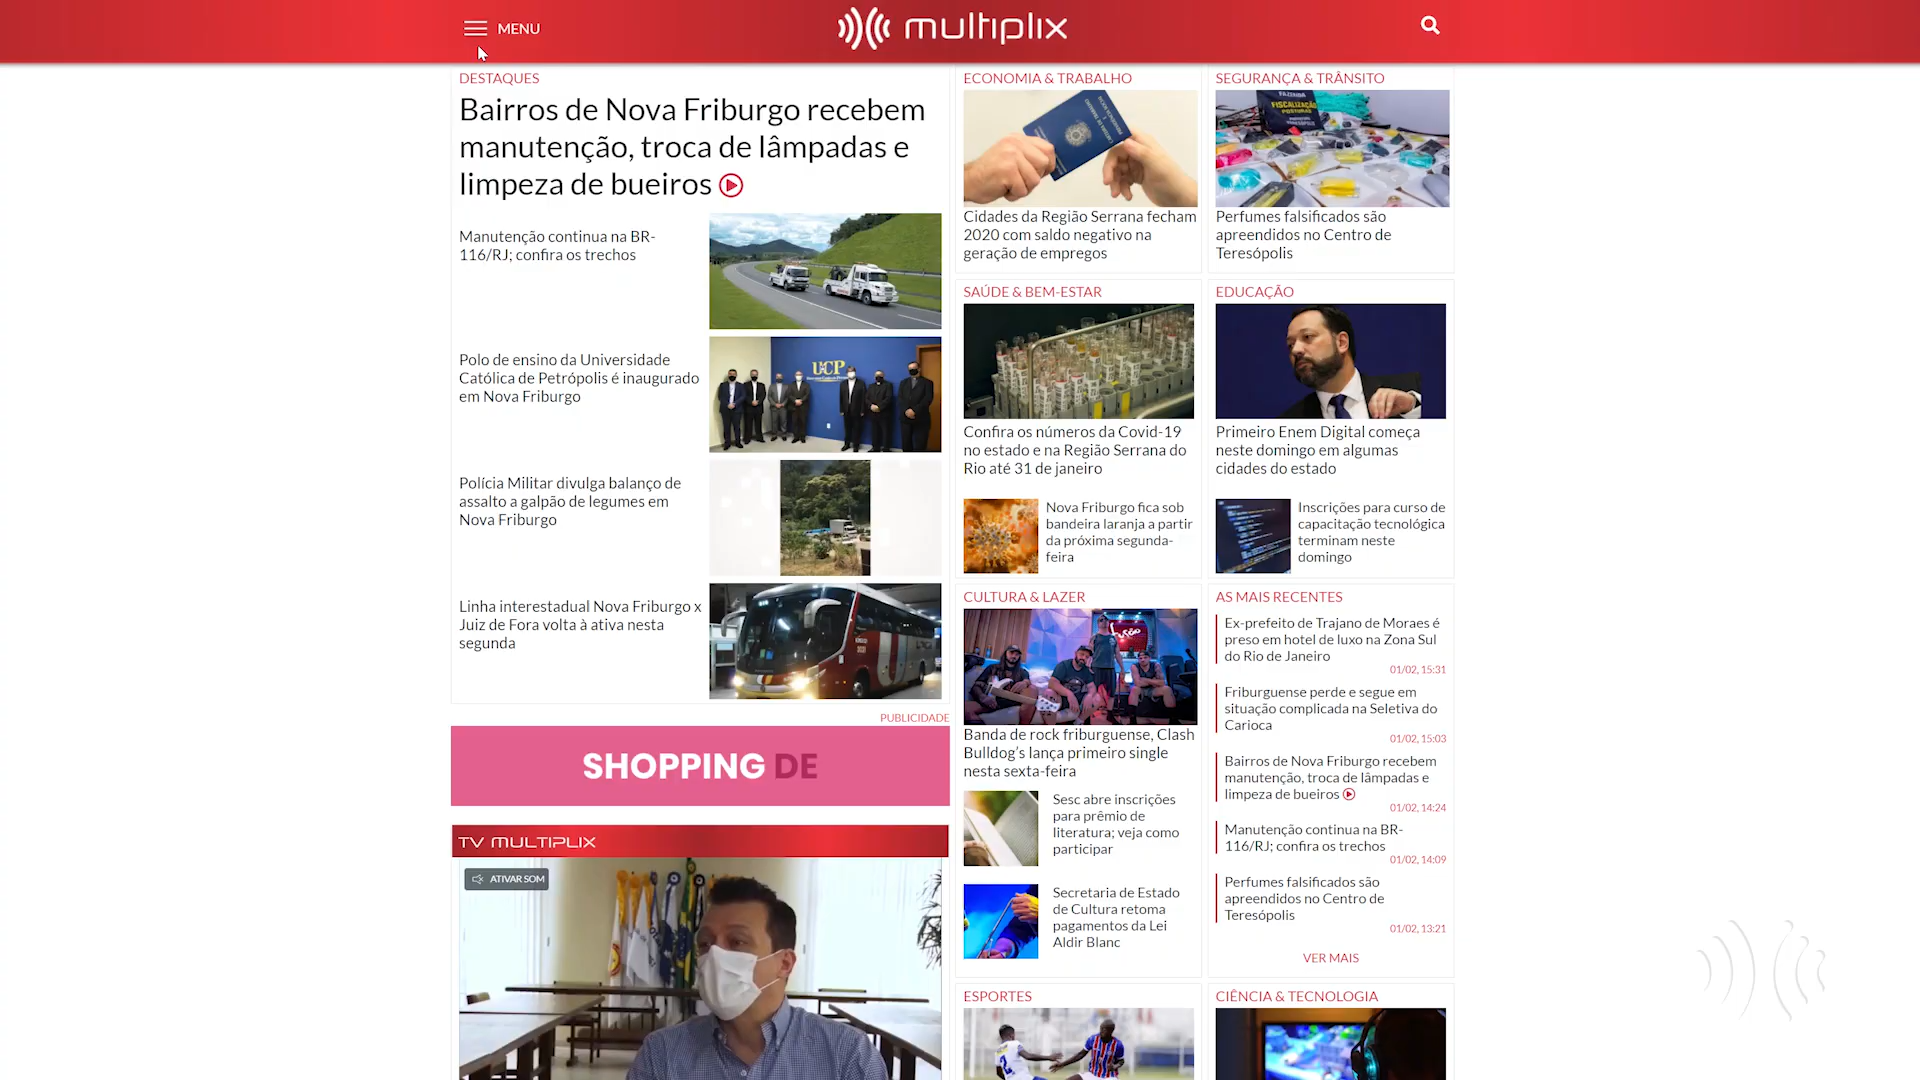 MENU
multiplix
DESTAQUES
Bairros de Nova Friburgo recebem
manutenção, troca de lâmpadas e
limpeza de bueiros
Manutenção continua na BR-
116/RJ; confira os trechos
Polo de ensino da Universidade
Católica de Petrópolis é inaugurado
em Nova Friburgo
UCP
Polícia Militar divulga balanço de
assalto a galpão de legumes em
Nova Friburgo
Linha interestadual Nova Friburgo x
Juiz de Fora volta à ativa nesta
segunda
PUBLICIDADE
SHOPPING DE
TV MULTIPLIX
ATIVAR SOM
ECONOMIA & TRABALHO
Cidades da Região Serrana fecham
2020 com saldo negativo na
geração de empregos
SAÚDE & BEM-ESTAR
Confira os números da Covid-19
no estado e na Região Serrana do
Rio até 31 de janeiro
Nova Friburgo fica sob
bandeira laranja a partir
da próxima segunda-
feira
CULTURA & LAZER
Banda de rock friburguense, Clash
Bulldog's lança primeiro single
nesta sexta-feira
Sesc abre inscrições
para prêmio de
literatura; veja como
participar
Secretaria de Estado
de Cultura retoma
pagamentos da Lei
Aldir Blanc
ESPORTES
SEGURANÇA & TRÂNSITO
FAZENDA
FISCALIZAÇÃO
POSTURAS
Perfumes falsificados são
apreendidos no Centro de
Teresópolis
EDUCAÇÃO
Primeiro Enem Digital começa
neste domingo em algumas
cidades do estado
Inscrições para curso de
capacitação tecnológica
terminam neste
domingo
AS MAIS RECENTES
Ex-prefeito de Trajano de Moraes é
preso em hotel de luxo na Zona Sul
do Rio de Janeiro
01/02, 15:31
Friburguense perde e segue em
situação complicada na Seletiva do
Carioca
01/02, 15:03
Bairros de Nova Friburgo recebem
manutenção, troca de lâmpadas e
limpeza de bueiros
01/02, 14:24
Manutenção continua na BR-
116/RJ; confira os trechos
01/02, 14:09
Perfumes falsificados são
apreendidos no Centro de
Teresópolis
01/02, 13:21
VER MAIS
CIÊNCIA & TECNOLOGIA